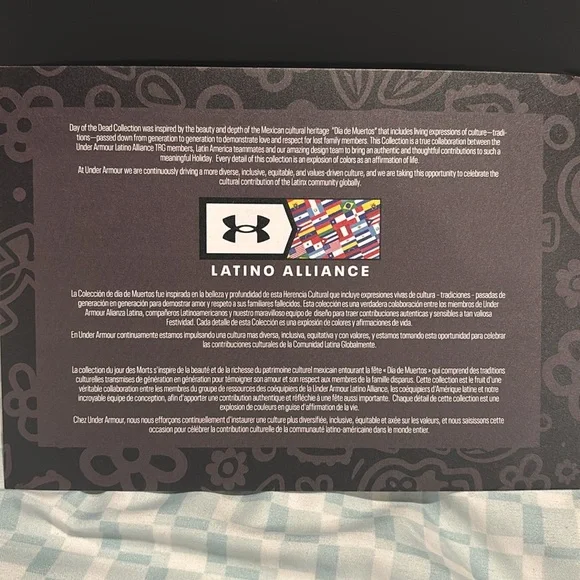 Day of the Dead Collection was inspired by the beauty and depth of the Mexican cultural heritage "Dia de Muertos" that includes living expressions of culture—tradi-
tions—passed down from generation to generation to demonstrate love and respect for lost family members. This Collection is a true collaboration between the
Under Armour Latino Alliance TRG members, Latin America teammates and our amazing design team to bring an authentic and thoughtful contributions to such a
meaningful Holiday. Every detail of this collection is an explosion of colors as an affirmation of life.
At Under Armour we are continuously driving a more diverse, inclusive, equitable, and values-driven culture, and we are taking this opportunity to celebrate the
cultural contribution of the Latinx community globally.
LATINO ALLIANCE
La Colección de dia de Muertos fue inspirada en la belleza y profundidad de esta Herencia Cultural que incluye expresiones vivas de cultura - tradiciones - pasadas de
generación en generación para demostrar amor y respeto a sus familiares fallecidos. Esta colección es una verdadera colaboración entre los miembros de Under
Armour Alianza Latina, compañeros Latinoamericanos y nuestro maravilloso equipo de diseño para traer contribuciones autenticas y sensibles a tan valiosa
Festividad. Cada detalle de esta Colección es una explosión de colores y afirmaciones de vida.
En Under Armour continuamente estamos impulsando una cultura mas diversa, inclusiva, equitativa y con valores, y estamos tomando esta oportunidad para celebrar
las contribuciones culturales de la Comunidad Latina Globalmente.
La collection du jour des Morts s'inspire de la beauté et de la richesse du patrimoine culturel mexicain entourant la fête « Dia de Muertos » qui comprend des traditions
culturelles transmises de génération en génération pour témoigner son amour et son respect aux membres de la famille disparus. Cette collection est le fruit d'une
véritable collaboration entre les membres du groupe de ressources des coéquipiers de la Under Armour Latino Alliance, les coéquipiers d'Amérique latine et notre
incroyable équipe de conception, afin d'apporter une contribution authentique et réfléchie à une fête aussi importante. Chaque détail de cette collection est une
explosion de couleurs en guise d'affirmation de la vie.
Chez Under Armour, nous nous efforçons continuellement d'instaurer une culture plus diversifiée, inclusive, équitable et axée sur les valeurs, et nous saisissons cette
occasion pour célébrer la contribution culturelle de la communauté latino-américaine dans le monde entier.